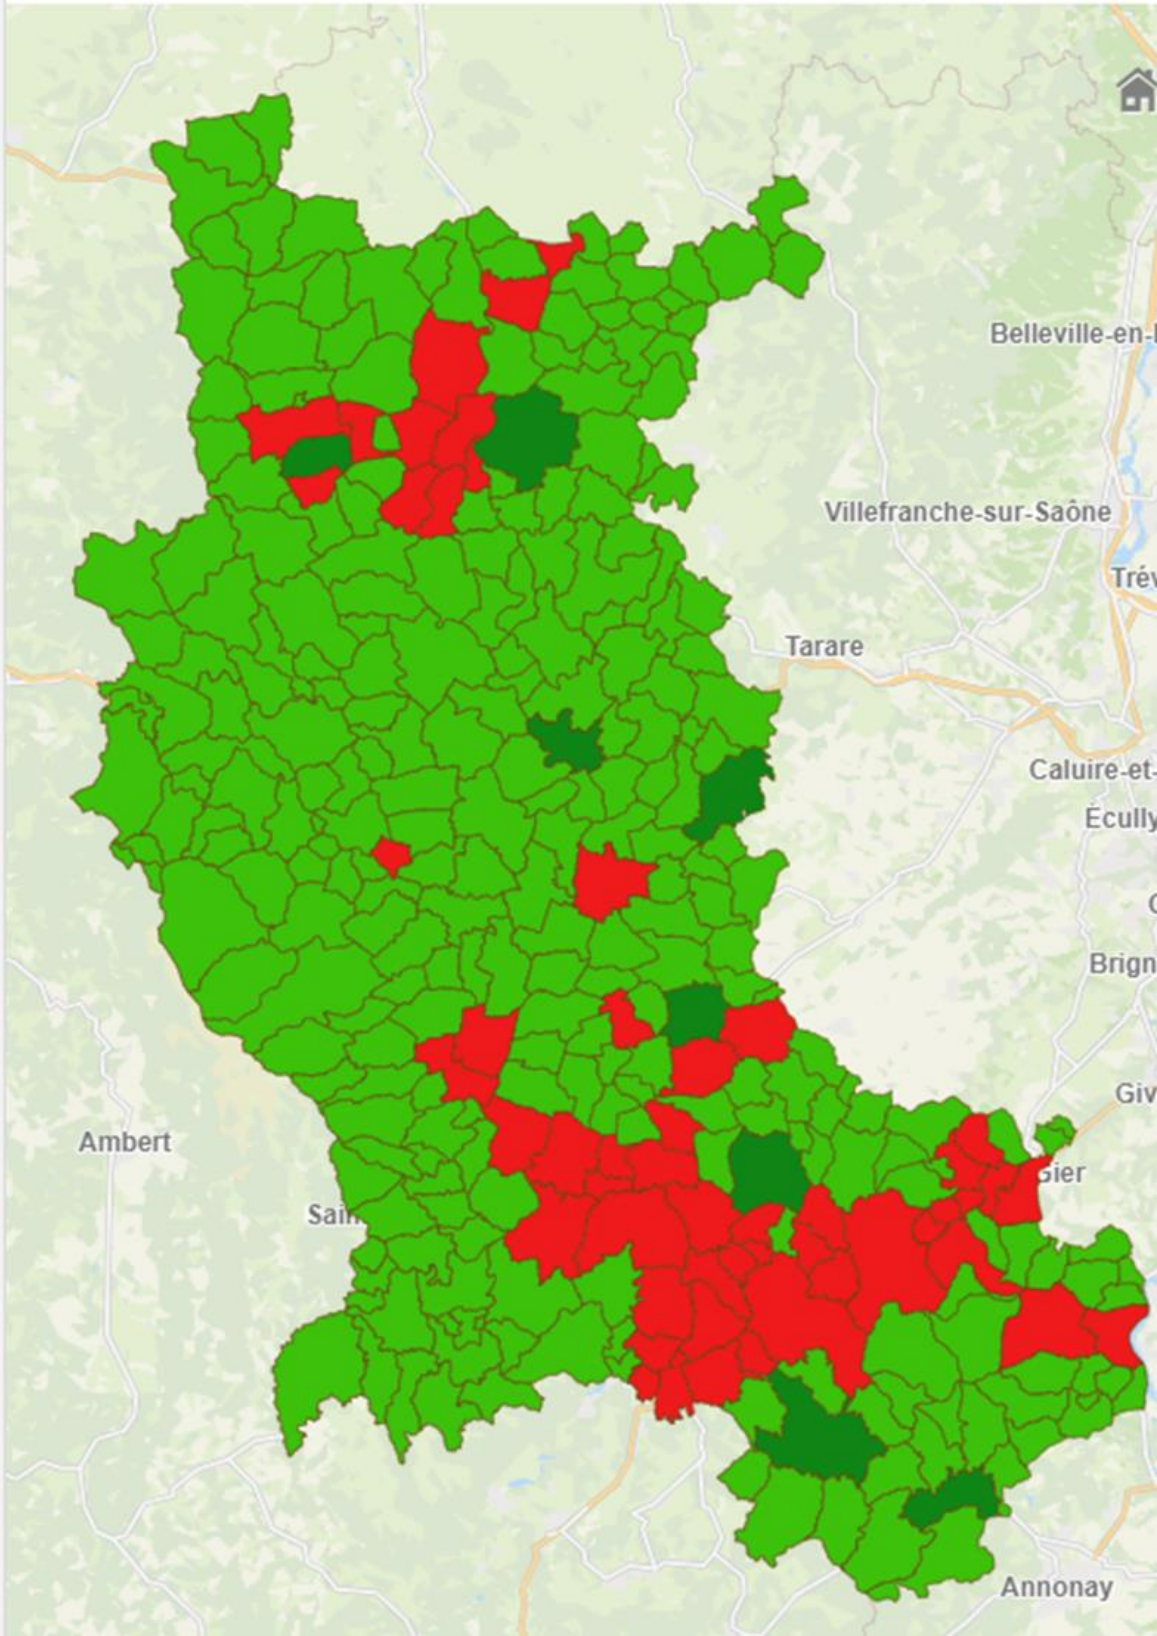 Belleville-en-
Villefranche-sur-Saône
Trév
Tarare
Caluire-et-
Écully
Brign
Giv
Ambert
Gier
Sain
Annonay